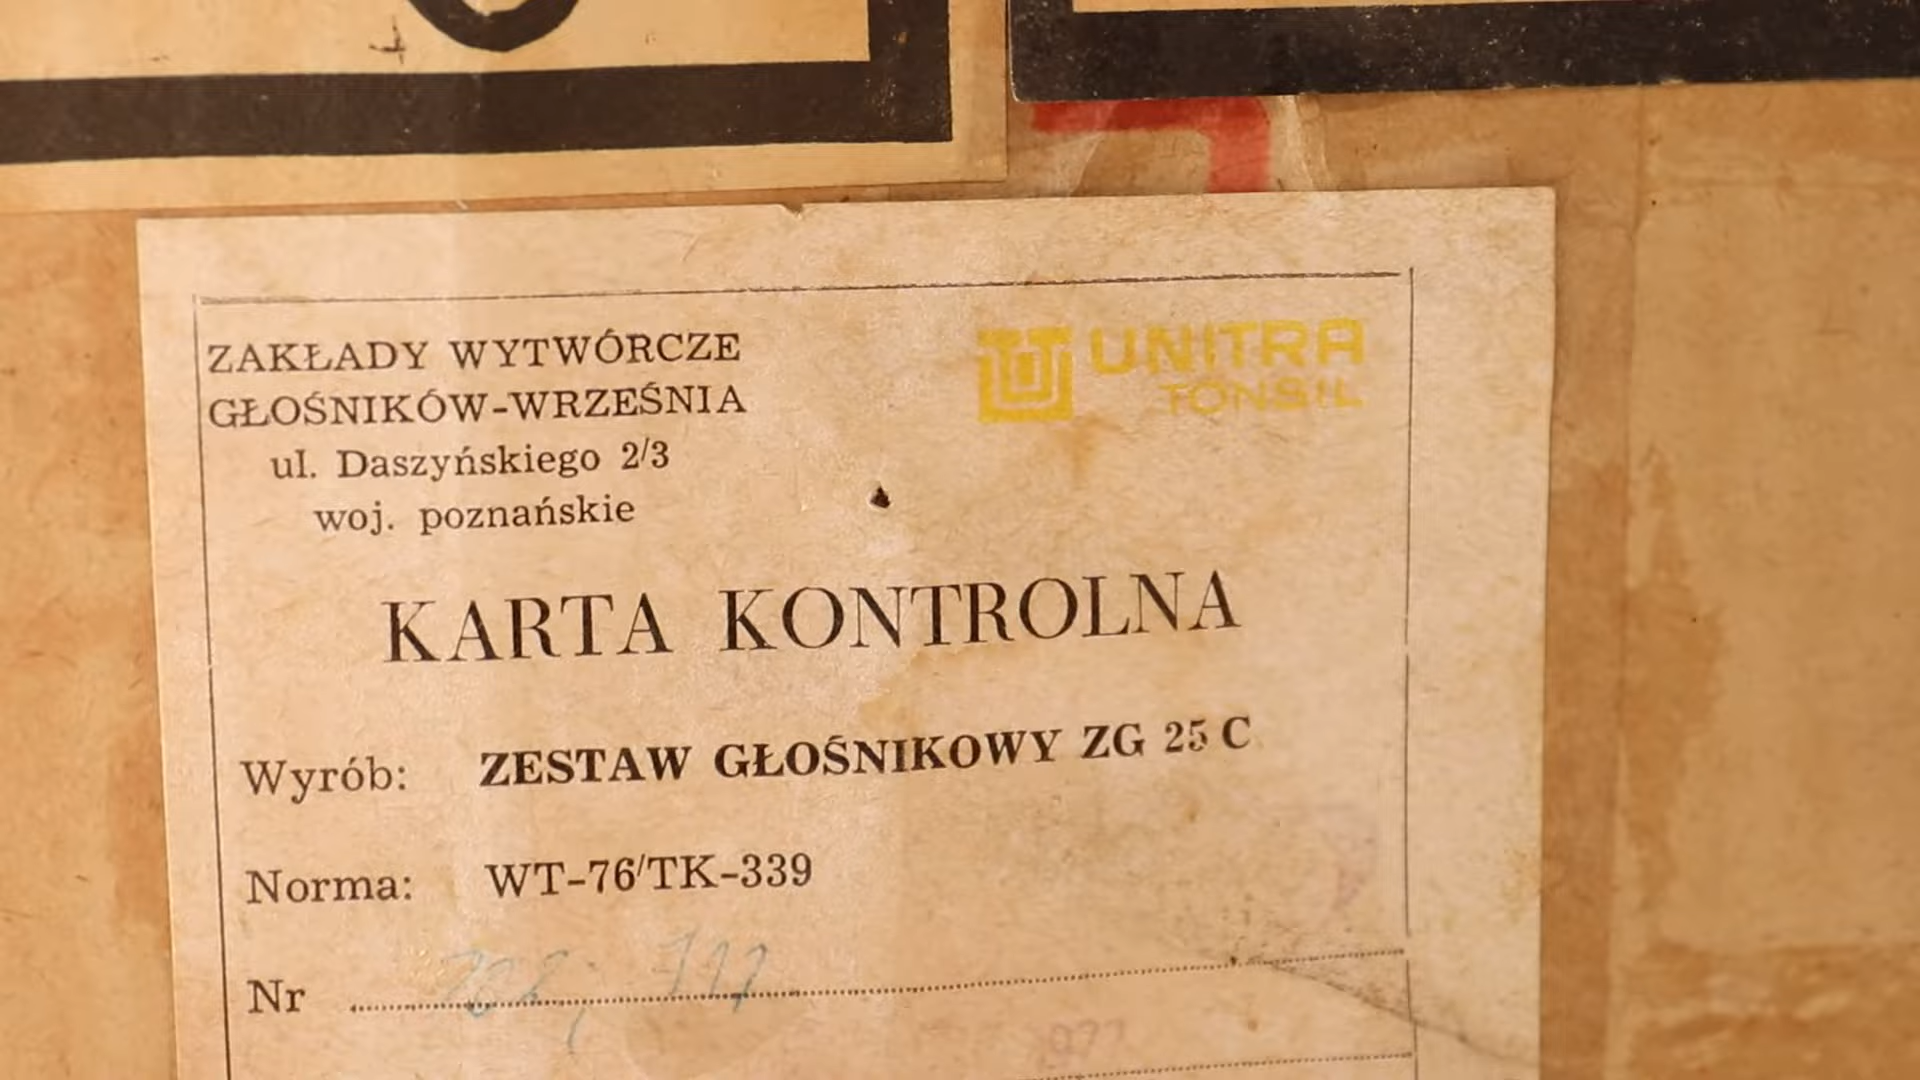 ZAKŁADY WYTWÓRCZE
GŁOŚNIKÓW-WRZEŚNIA
ul. Daszyńskiego 2/3
woj. poznańskie
UNITRA
TONSIL
KARTA KONTROLNA
Wyrób: ZESTAW GŁOŚNIKOWY ZG 25 C
Norma: WT-76/TK-339
Nr